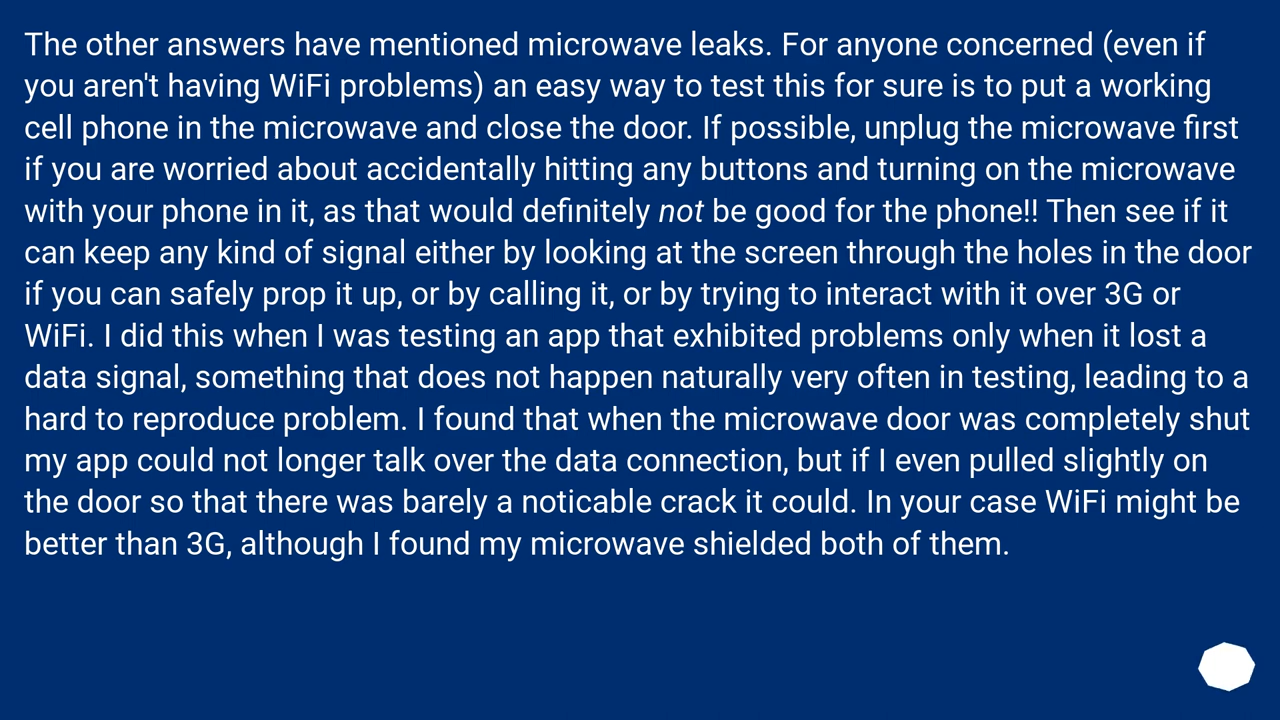 The other answers have mentioned microwave leaks. For anyone concerned (even if
you aren't having WiFi problems) an easy way to test this for sure is to put a working
cell phone in the microwave and close the door. If possible, unplug the microwave first
if you are worried about accidentally hitting any buttons and turning on the microwave
with your phone in it, as that would definitely not be good for the phone!! Then see if it
can keep any kind of signal either by looking at the screen through the holes in the door
if you can safely prop it up, or by calling it, or by trying to interact with it over 3G or
WiFi. I did this when I was testing an app that exhibited problems only when it lost a
data signal, something that does not happen naturally very often in testing, leading to a
hard to reproduce problem. I found that when the microwave door was completely shut
my app could not longer talk over the data connection, but if I even pulled slightly on
the door so that there was barely a noticable crack it could. In your case WiFi might be
better than 3G, although I found my microwave shielded both of them.